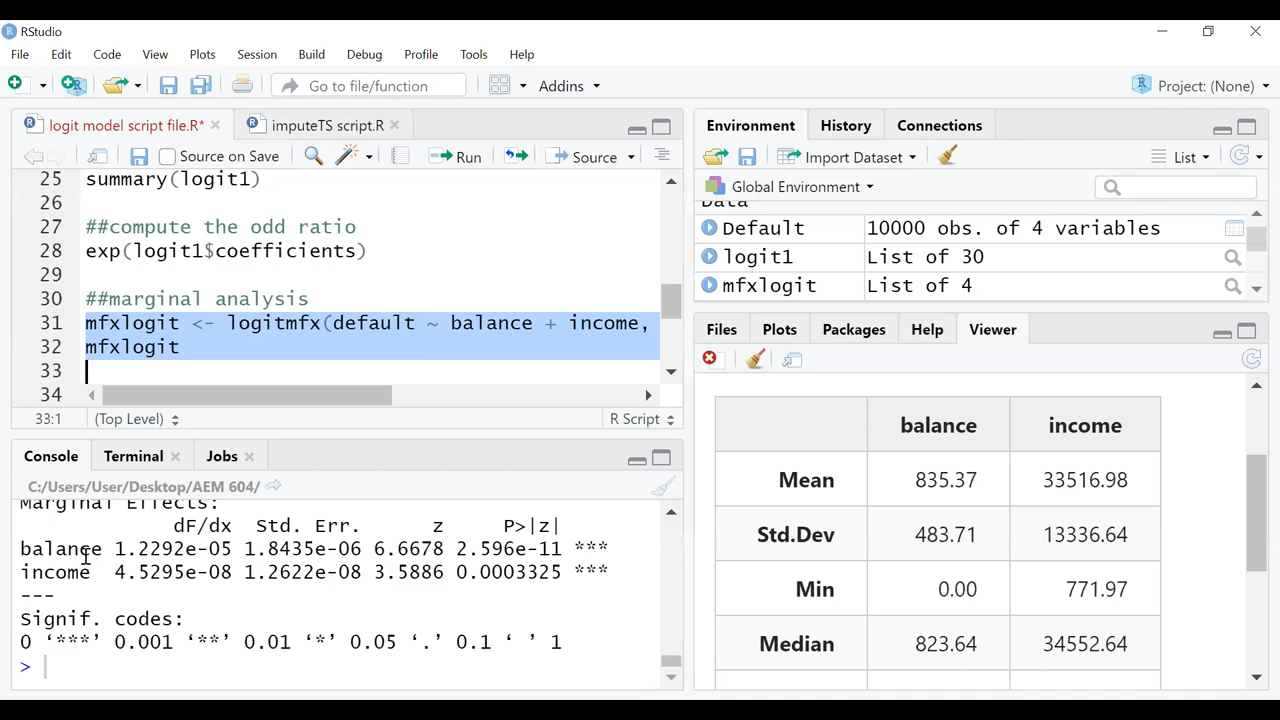 RStudio
File Edit Code View Plots Session Build Debug Profile Tools Help
Go to file/function Addins Project: (None)
logit model script file.R* imputeTS script.R
Source on Save Run Source
25 summary(logit1)
26
27 ##compute the odd ratio
28 exp(logit1$coefficients)
29
30 ##marginal analysis
31 mfxlogit <- logitmfx(default ~ balance + income,
32 mfxlogit
33
34
33:1 (Top Level) R Script
Console Terminal Jobs
C:/Users/User/Desktop/AEM 604/
Marginal Effects:
dF/dx Std. Err. z P>|z|
balance 1.2292e-05 1.8435e-06 6.6678 2.596e-11 ***
income 4.5295e-08 1.2622e-08 3.5886 0.0003325 ***
---
Signif. codes:
0 ‘***’ 0.001 ‘**’ 0.01 ‘*’ 0.05 ‘.’ 0.1 ‘ ’ 1
>
Environment History Connections
Import Dataset List
Global Environment
Data
Default 10000 obs. of 4 variables
logit1 List of 30
mfxlogit List of 4
Files Plots Packages Help Viewer
balance income
Mean 835.37 33516.98
Std.Dev 483.71 13336.64
Min 0.00 771.97
Median 823.64 34552.64